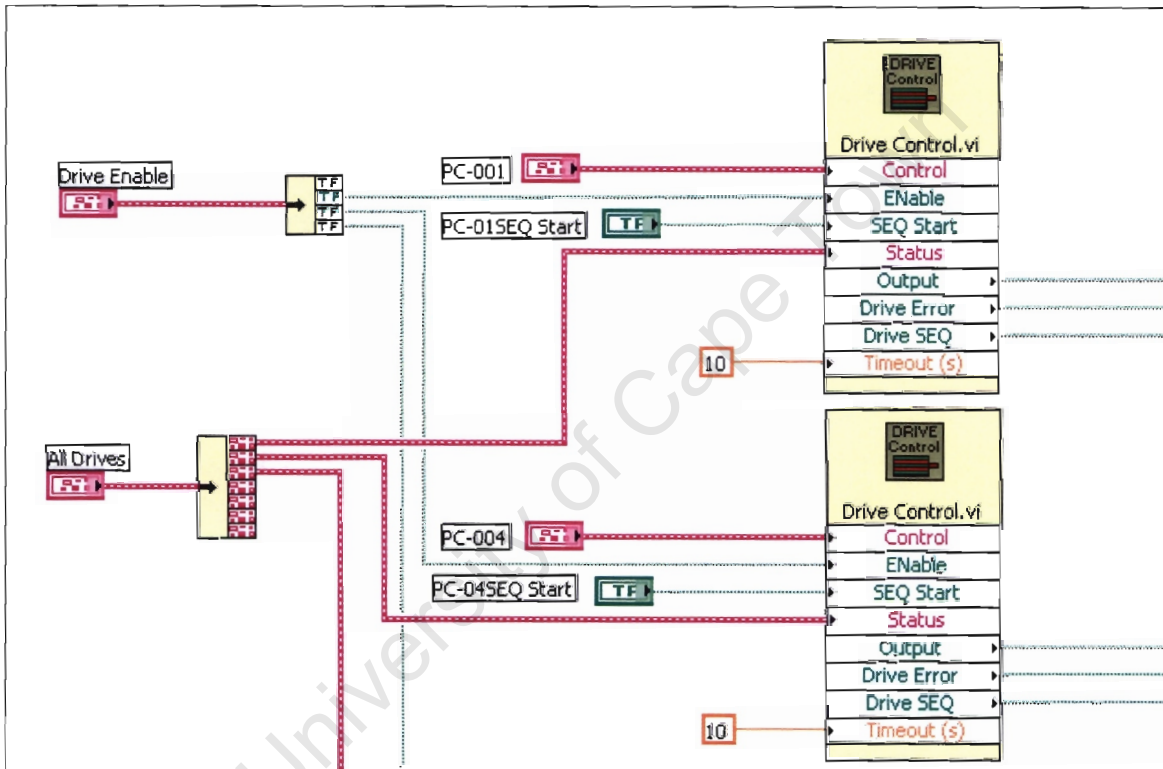 DRIVE
Control
Drive Control.vi
Control
ENable
SEQ Start
Status
Output
Drive Error
Drive SEQ
Timeout (s)
Drive Enable
TF
TF
TF
TF
PC-001
PC-01SEQ Start
TF
10
All Drives
DRIVE
Control
Drive Control.vi
Control
ENable
SEQ Start
Status
Output
Drive Error
Drive SEQ
Timeout (s)
PC-004
PC-04SEQ Start
TF
10
University of Cape Town